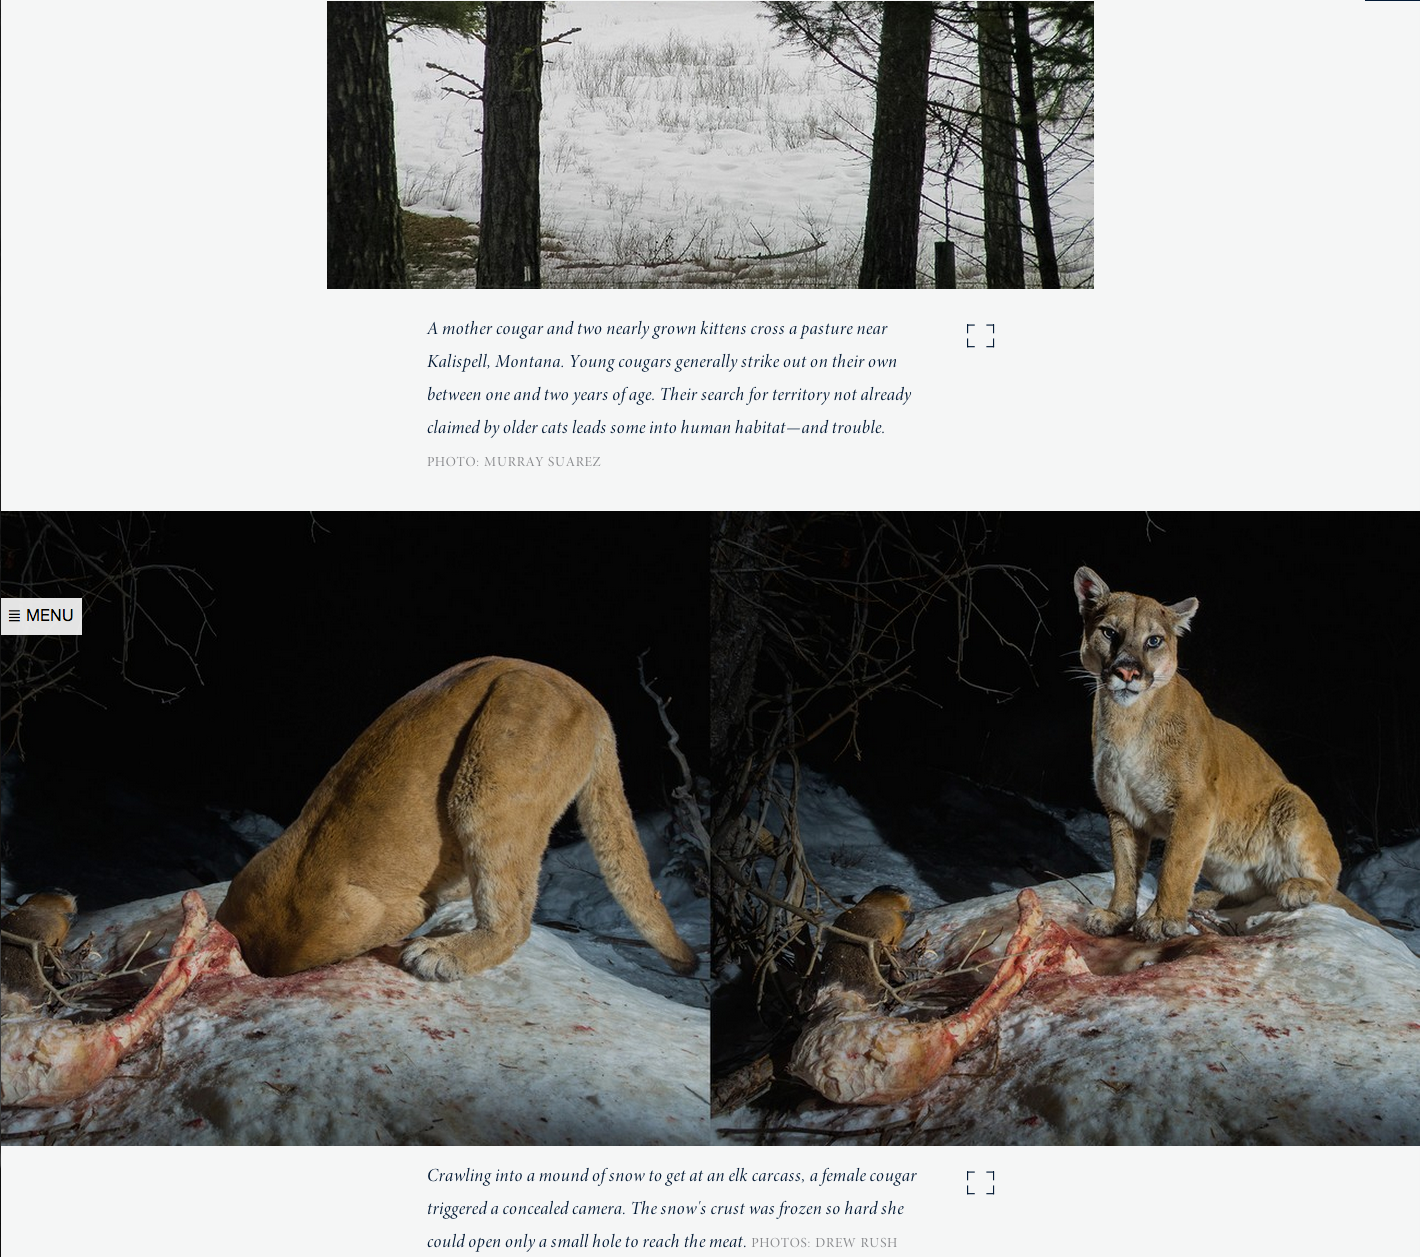 A mother cougar and two nearly grown kittens cross a pasture near
Kalispell, Montana. Young cougars generally strike out on their own
between one and two years of age. Their search for territory not already
claimed by older cats leads some into human habitat—and trouble.
PHOTO: MURRAY SUAREZ
≣ MENU
Crawling into a mound of snow to get at an elk carcass, a female cougar
triggered a concealed camera. The snow's crust was frozen so hard she
could open only a small hole to reach the meat. PHOTOS: DREW RUSH